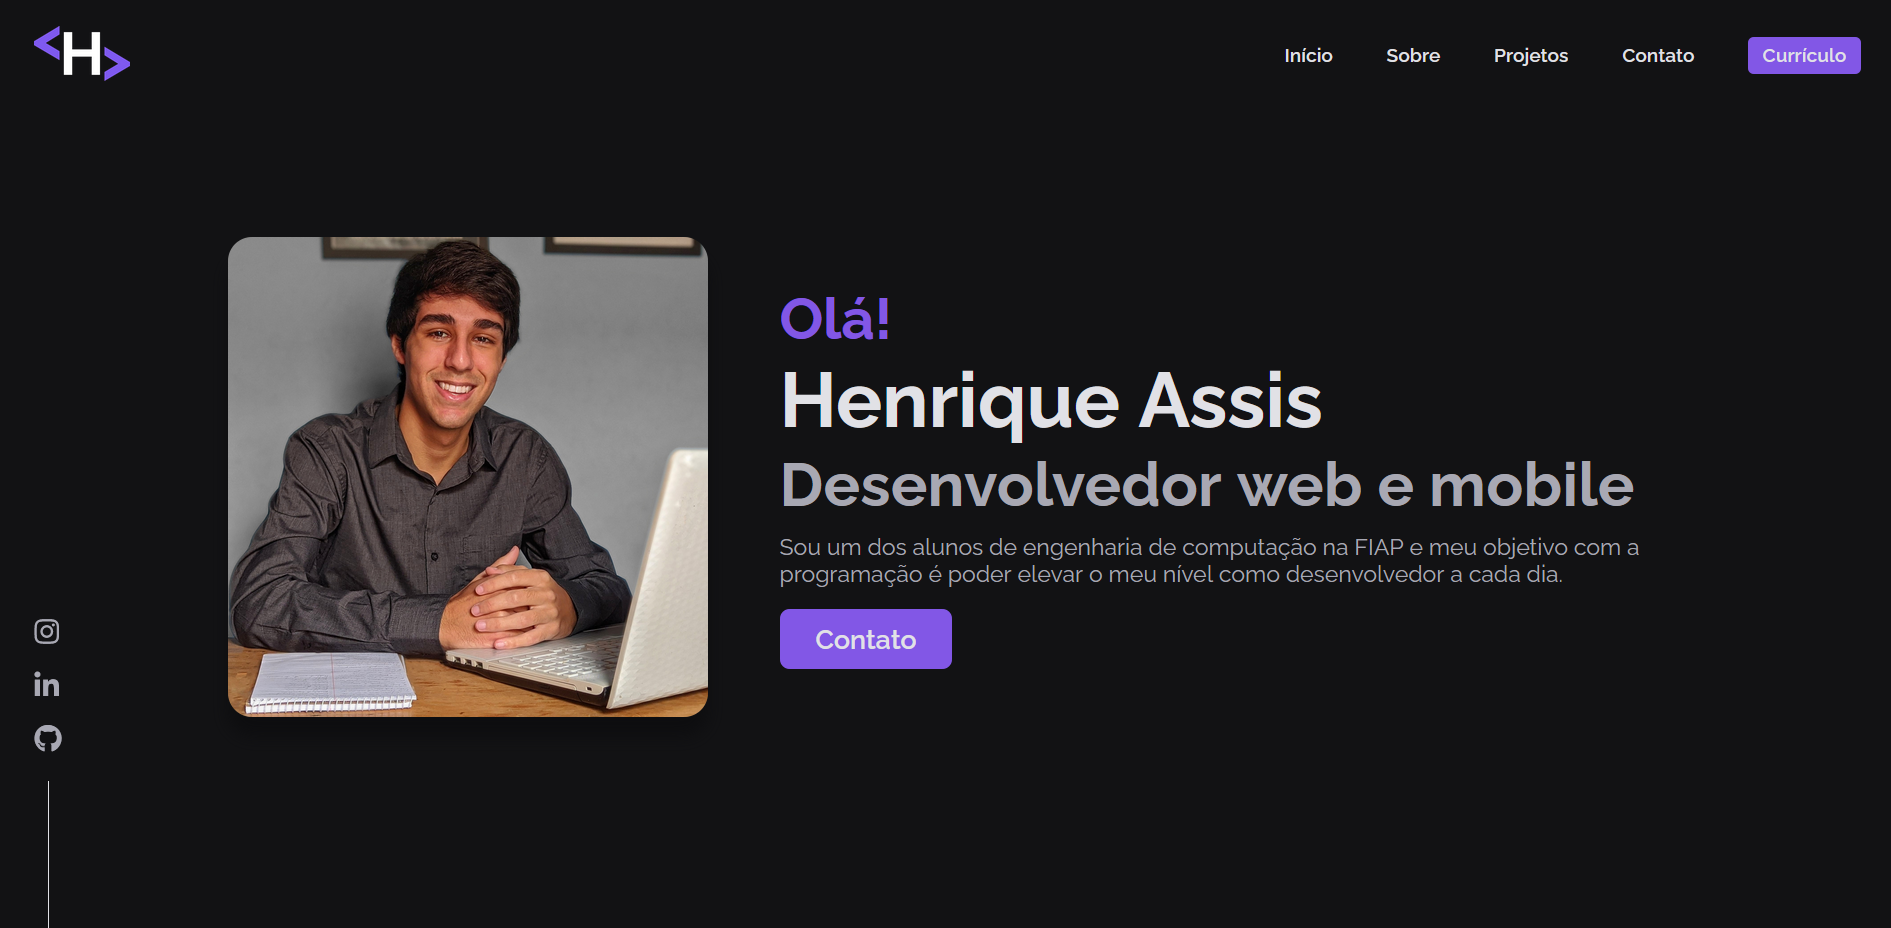 <H>
Início
Sobre
Projetos
Contato
Currículo
Olá!
Henrique Assis
Desenvolvedor web e mobile
Sou um dos alunos de engenharia de computação na FIAP e meu objetivo com a
programação é poder elevar o meu nível como desenvolvedor a cada dia.
Contato
in